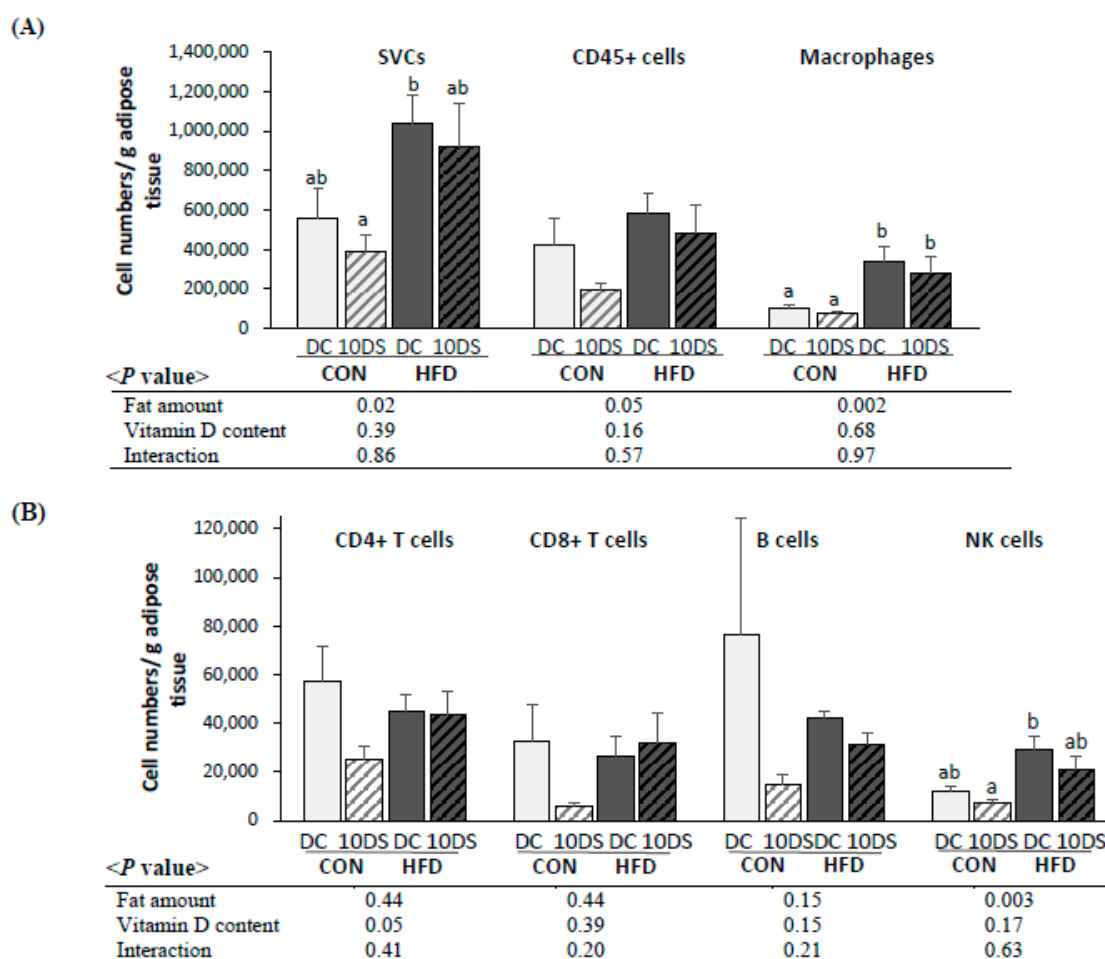 (A)
1,400,000
SVCs CD45+ cells Macrophages
1,200,000
b ab
1,000,000
800,000
600,000
ab
400,000
a
b b
200,000
a a
0
Cell numbers/ g adipose
tissue
DC 10DS DC 10DS DC 10DS DC 10DS DC 10DS DC 10DS
<P value> CON HFD CON HFD CON HFD
Fat amount 0.02 0.05 0.002
Vitamin D content 0.39 0.16 0.68
Interaction 0.86 0.57 0.97
(B)
120,000
CD4+ T cells CD8+ T cells B cells NK cells
100,000
80,000
60,000
40,000
b
20,000
ab a ab
0
Cell numbers/ g adipose
tissue
DC 10DS DC 10DS DC 10DS DC 10DS DC 10DS DC 10DS DC 10DS DC 10DS
<P value> CON HFD CON HFD CON HFD CON HFD
Fat amount 0.44 0.44 0.15 0.003
Vitamin D content 0.05 0.39 0.15 0.17
Interaction 0.41 0.20 0.21 0.63